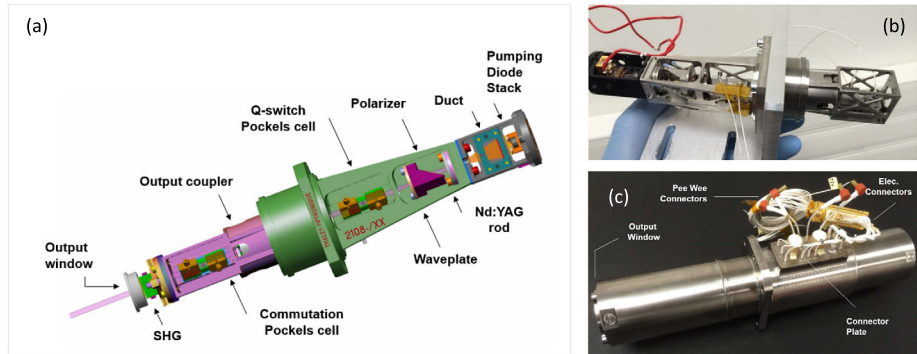 (a)
Pumping
Diode
Stack
Duct
Polarizer
Q-switch
Pockels cell
Output coupler
Output
window
SHG
Commutation
Pockels cell
Waveplate
Nd:YAG
rod
2108-/XX
(b)
(c)
Pee Wee
Connectors
Elec.
Connectors
Output
Window
Connector
Plate